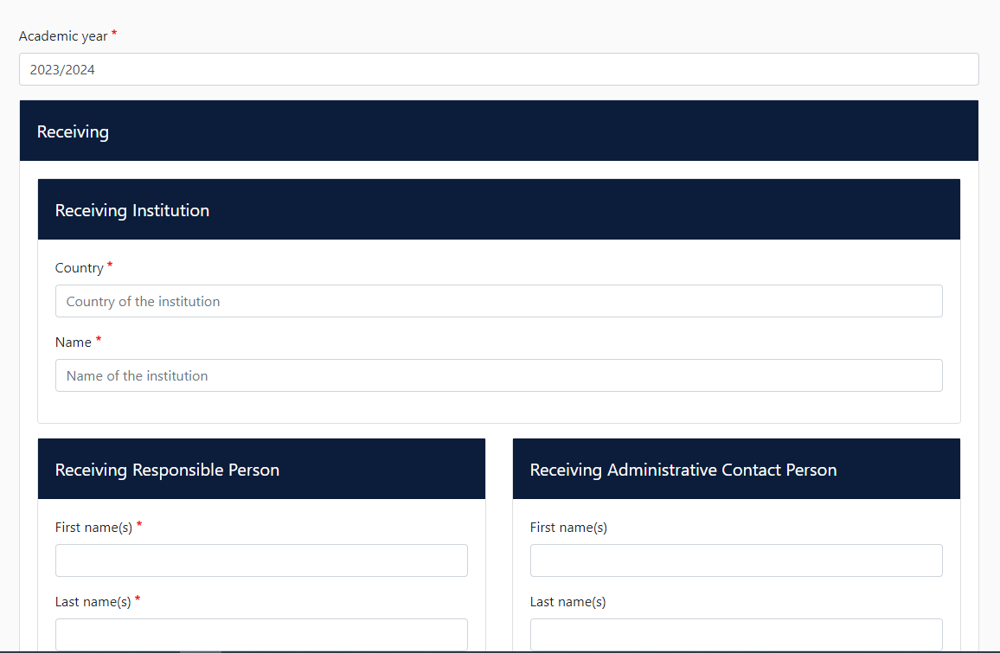 Academic year *
2023/2024
Receiving
Receiving Institution
Country *
Country of the institution
Name *
Name of the institution
Receiving Responsible Person
First name(s) *
Last name(s) *
Receiving Administrative Contact Person
First name(s)
Last name(s)